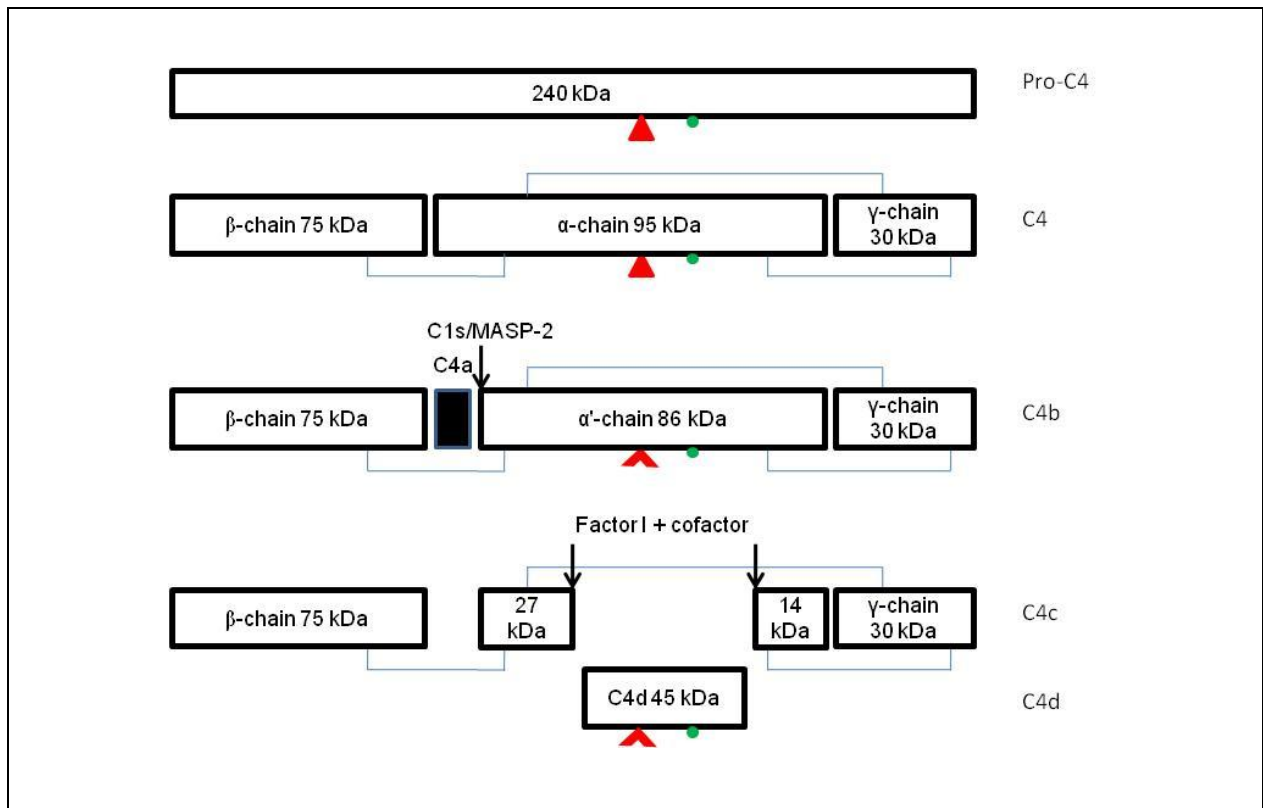 240 kDa
Pro-C4
β-chain 75 kDa
α-chain 95 kDa
γ-chain
30 kDa
C4
C1s/MASP-2
C4a
β-chain 75 kDa
α'-chain 86 kDa
γ-chain
30 kDa
C4b
Factor I + cofactor
β-chain 75 kDa
27
kDa
14
kDa
γ-chain
30 kDa
C4c
C4d 45 kDa
C4d